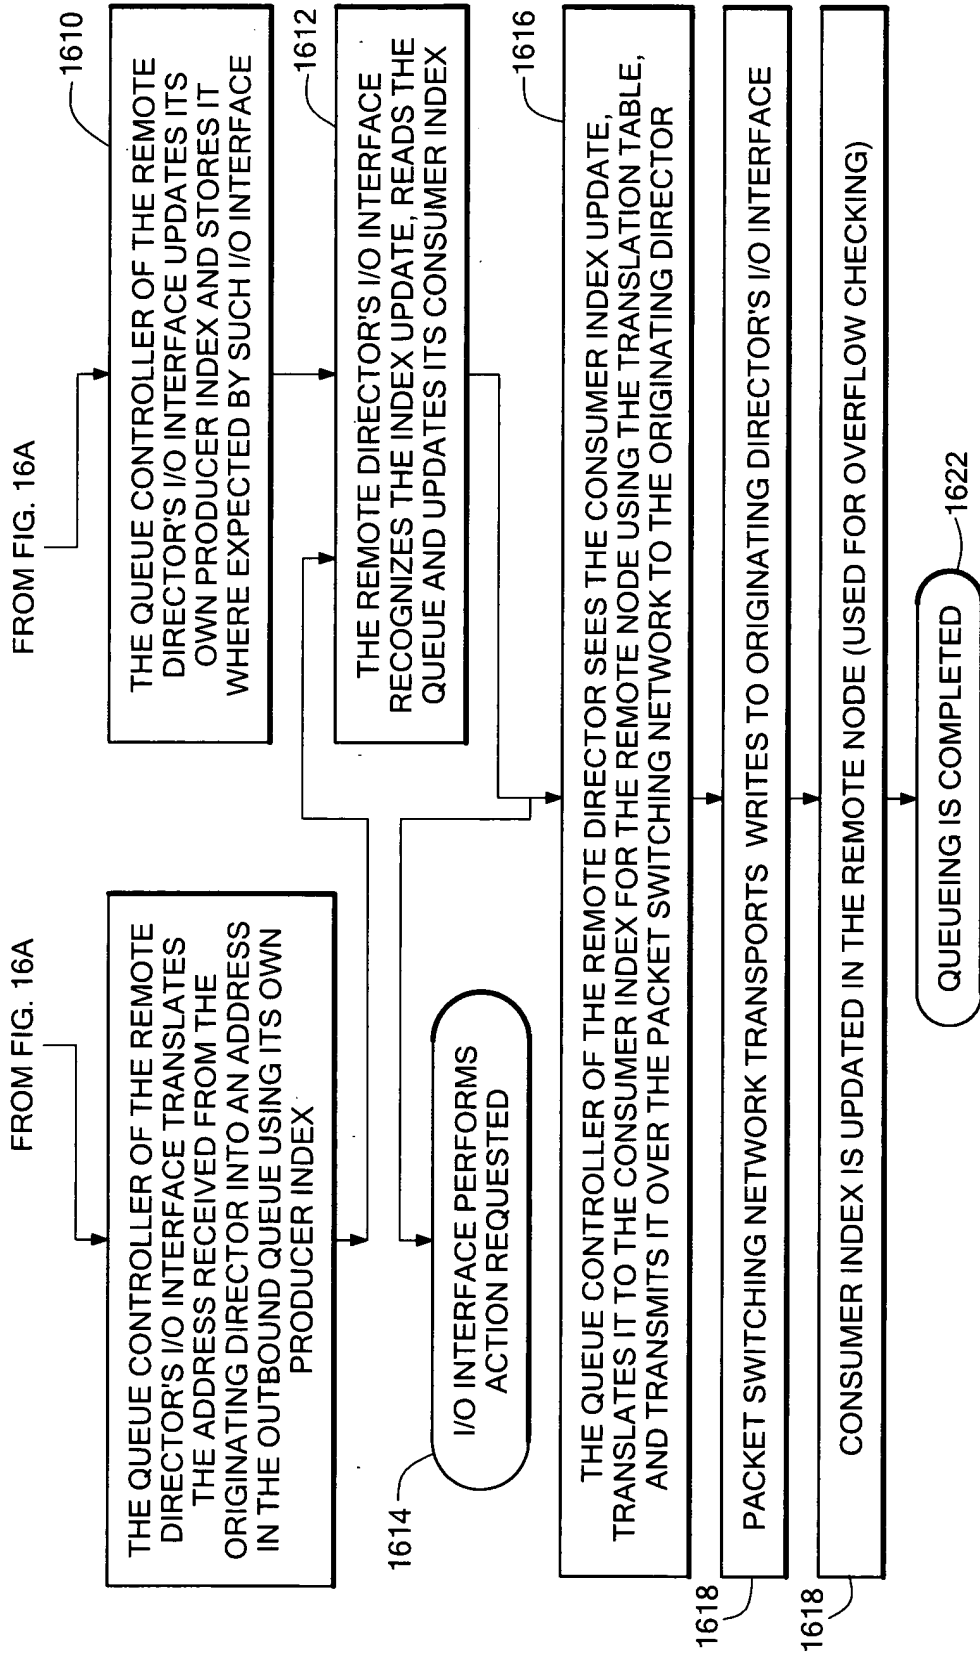 FROM FIG. 16A
THE QUEUE CONTROLLER OF THE REMOTE
DIRECTOR'S I/O INTERFACE TRANSLATES
THE ADDRESS RECEIVED FROM THE
ORIGINATING DIRECTOR INTO AN ADDRESS
IN THE OUTBOUND QUEUE USING ITS OWN
PRODUCER INDEX
FROM FIG. 16A
1610
THE QUEUE CONTROLLER OF THE REMOTE
DIRECTOR'S I/O INTERFACE UPDATES ITS
OWN PRODUCER INDEX AND STORES IT
WHERE EXPECTED BY SUCH I/O INTERFACE
1612
THE REMOTE DIRECTOR'S I/O INTERFACE
RECOGNIZES THE INDEX UPDATE, READS THE
QUEUE AND UPDATES ITS CONSUMER INDEX
1614
I/O INTERFACE PERFORMS
ACTION REQUESTED
1616
THE QUEUE CONTROLLER OF THE REMOTE DIRECTOR SEES THE CONSUMER INDEX UPDATE,
TRANSLATES IT TO THE CONSUMER INDEX FOR THE REMOTE NODE USING THE TRANSLATION TABLE,
AND TRANSMITS IT OVER THE PACKET SWITCHING NETWORK TO THE ORIGINATING DIRECTOR
1618
PACKET SWITCHING NETWORK TRANSPORTS WRITES TO ORIGINATING DIRECTOR'S I/O INTERFACE
1618
CONSUMER INDEX IS UPDATED IN THE REMOTE NODE (USED FOR OVERFLOW CHECKING)
1622
QUEUEING IS COMPLETED